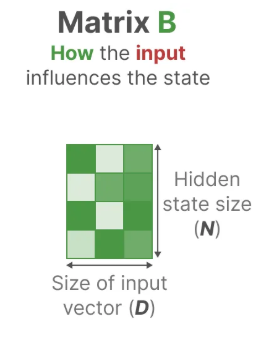 Matrix B
How the input
influences the state
Hidden
state size
(N)
Size of input
vector (D)